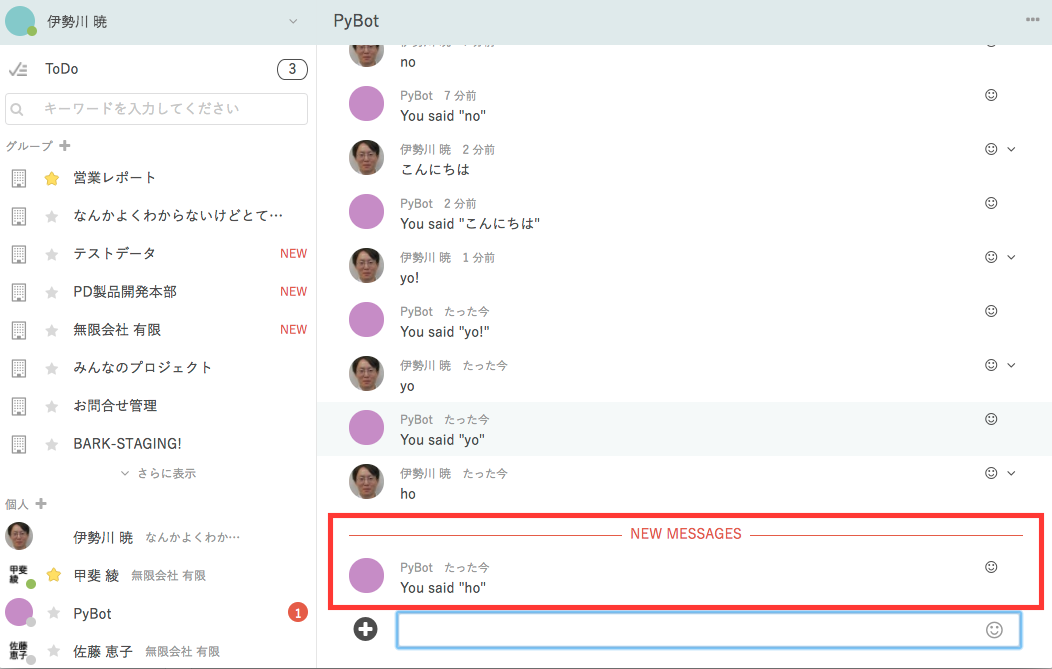 伊勢川 暁
ToDo
3
キーワードを入力してください
グループ
営業レポート
なんかよくわからないけどとて…
テストデータ NEW
PD製品開発本部 NEW
無限会社 有限 NEW
みんなのプロジェクト
お問合せ管理
BARK-STAGING!
さらに表示
個人
伊勢川 暁 なんかよくわか…
甲斐 綾
甲斐 綾 無限会社 有限
PyBot 1
佐藤 恵子
佐藤 恵子 無限会社 有限
PyBot
no
PyBot 7 分前
You said "no"
伊勢川 暁 2 分前
こんにちは
PyBot 2 分前
You said "こんにちは"
伊勢川 暁 1 分前
yo!
PyBot たった今
You said "yo!"
伊勢川 暁 たった今
yo
PyBot たった今
You said "yo"
伊勢川 暁 たった今
ho
NEW MESSAGES
PyBot たった今
You said "ho"